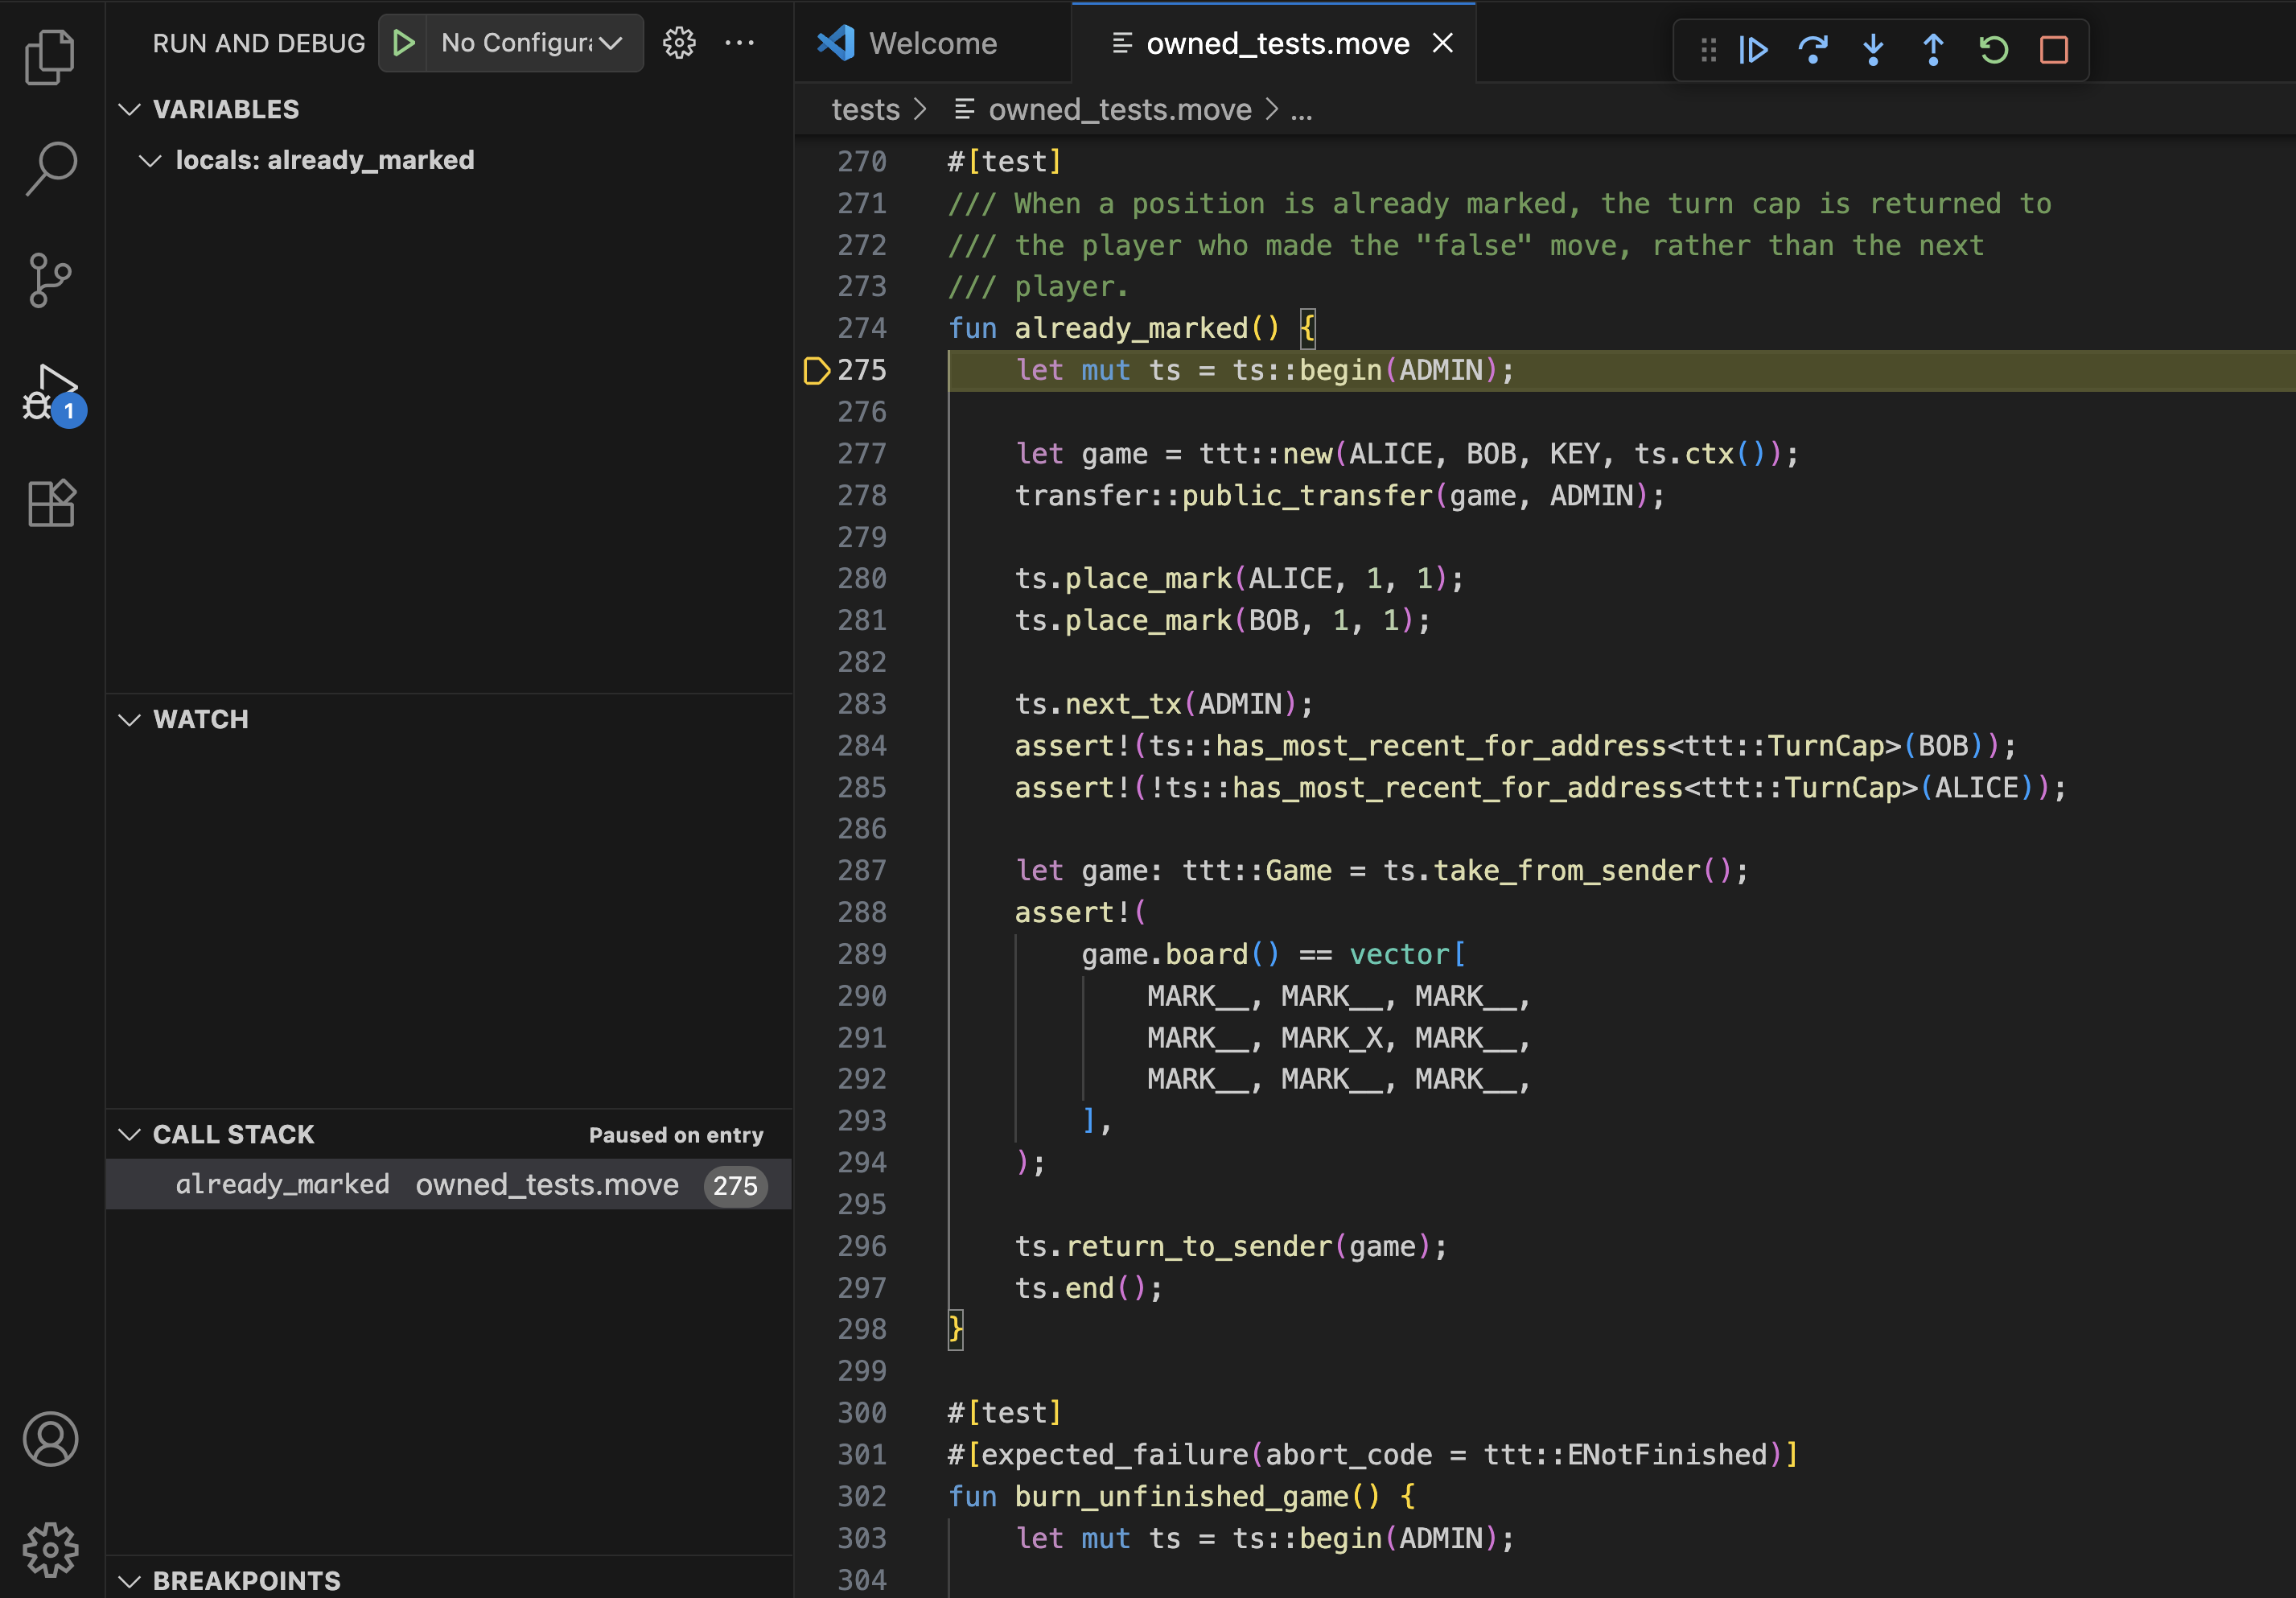 RUN AND DEBUG
No Configur
VARIABLES
locals: already_marked
WATCH
CALL STACK
Paused on entry
already_marked owned_tests.move 275
BREAKPOINTS
1
Welcome
owned_tests.move
tests > owned_tests.move > ...
270 #[test]
271 /// When a position is already marked, the turn cap is returned to
272 /// the player who made the "false" move, rather than the next
273 /// player.
274 fun already_marked() {
275     let mut ts = ts::begin(ADMIN);
276
277     let game = ttt::new(ALICE, BOB, KEY, ts.ctx());
278     transfer::public_transfer(game, ADMIN);
279
280     ts.place_mark(ALICE, 1, 1);
281     ts.place_mark(BOB, 1, 1);
282
283     ts.next_tx(ADMIN);
284     assert!(ts::has_most_recent_for_address<ttt::TurnCap>(BOB));
285     assert!(!ts::has_most_recent_for_address<ttt::TurnCap>(ALICE));
286
287     let game: ttt::Game = ts.take_from_sender();
288     assert!(
289         game.board() == vector[
290             MARK__, MARK__, MARK__,
291             MARK__, MARK_X, MARK__,
292             MARK__, MARK__, MARK__,
293         ],
294     );
295
296     ts.return_to_sender(game);
297     ts.end();
298 }
299
300 #[test]
301 #[expected_failure(abort_code = ttt::ENotFinished)]
302 fun burn_unfinished_game() {
303     let mut ts = ts::begin(ADMIN);
304